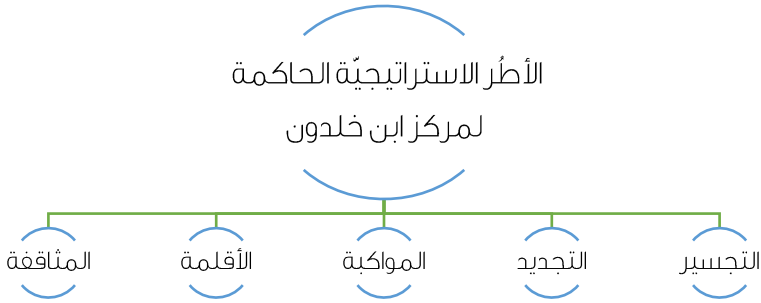 الأطُر الاستراتيجيّة الحاكمة
لمركز ابن خلدون
التجسير
التجديد
المواكبة
الأقلمة
المثاقفة